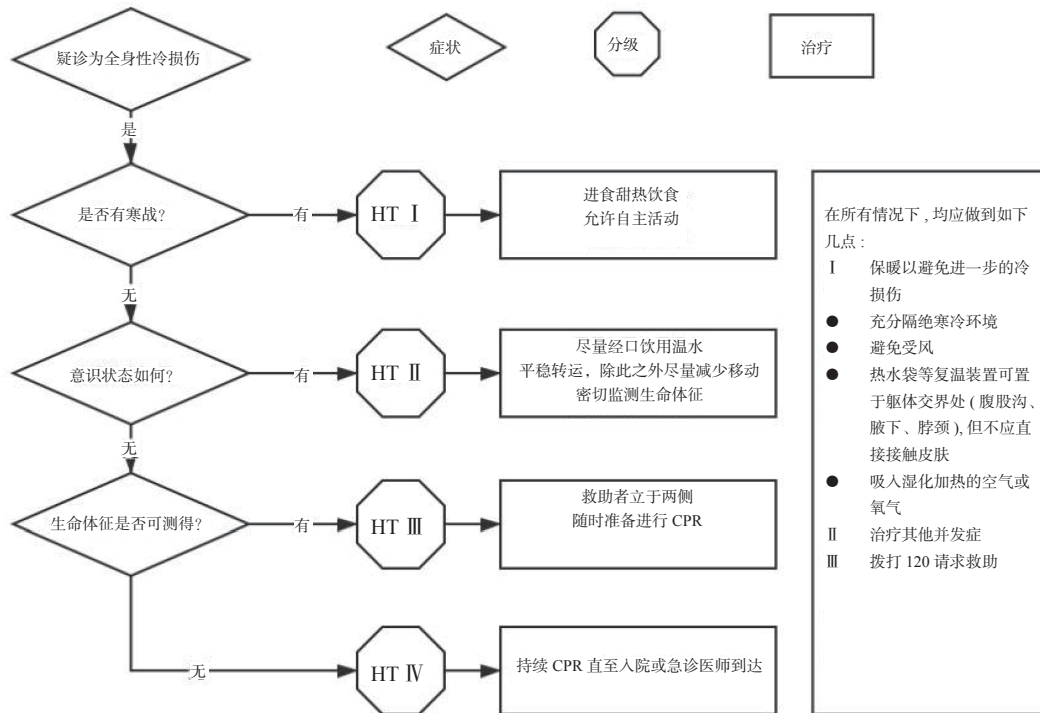 疑诊为全身性冷损伤
症状
分级
治疗
是
是否有寒战?
有
HT Ⅰ
进食甜热饮食
允许自主活动
无
意识状态如何?
有
HT Ⅱ
尽量经口饮用温水
平稳转运，除此之外尽量减少移动
密切监测生命体征
无
生命体征是否可测得?
有
HT Ⅲ
救助者立于两侧
随时准备进行 CPR
无
HT Ⅳ
持续 CPR 直至入院或急诊医师到达
在所有情况下 , 均应做到如下
几点 :
Ⅰ 保暖以避免进一步的冷
损伤
● 充分隔绝寒冷环境
● 避免受风
● 热水袋等复温装置可置
于躯体交界处 ( 腹股沟、
腋下、脖颈 ), 但不应直
接接触皮肤
● 吸入湿化加热的空气或
氧气
Ⅱ 治疗其他并发症
Ⅲ 拨打 120 请求救助